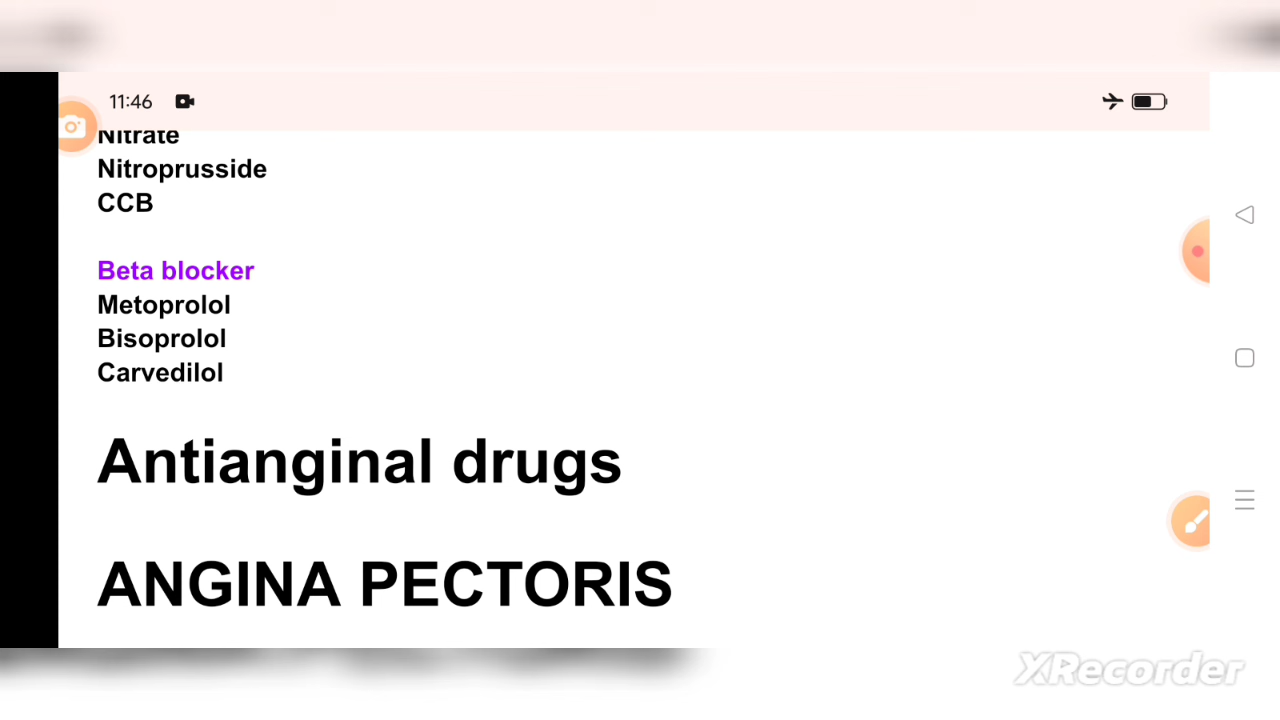 11:46
Nitrate
Nitroprusside
CCB
Beta blocker
Metoprolol
Bisoprolol
Carvedilol
Antianginal drugs
ANGINA PECTORIS
XRecorder